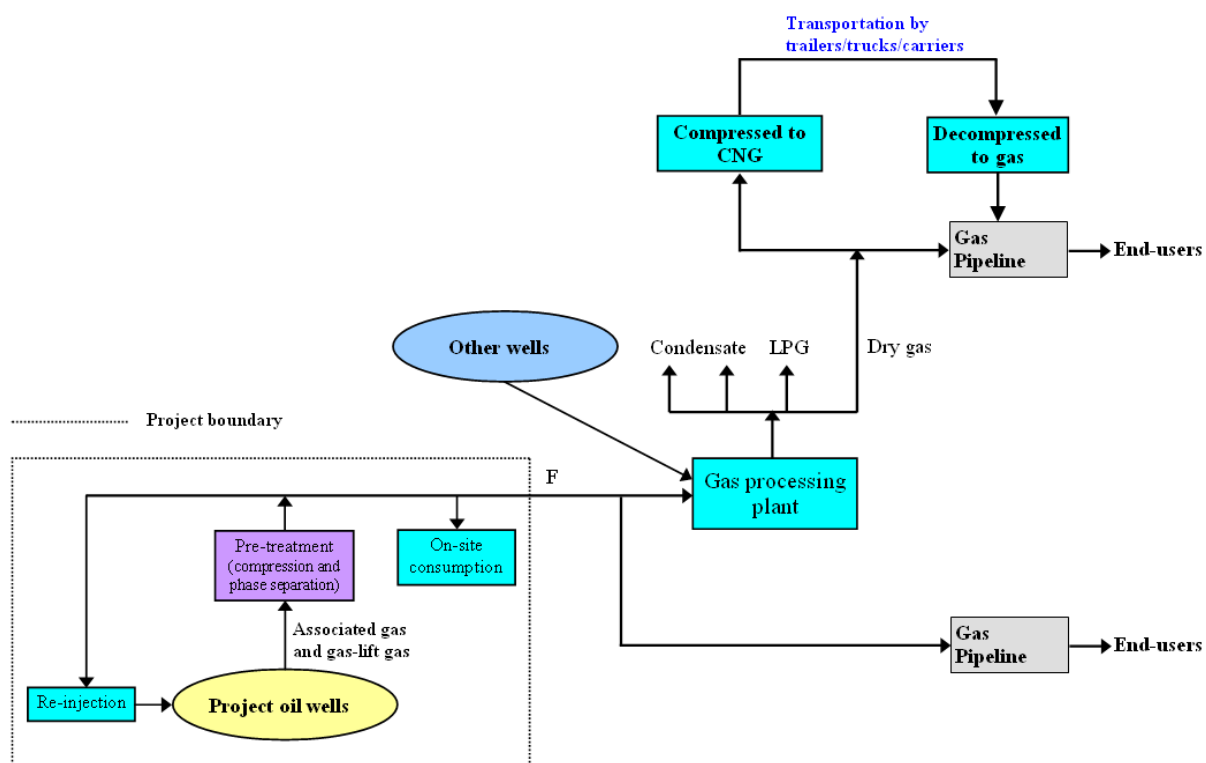 Transportation by
trailers/trucks/carriers
Compressed to
CNG
Decompressed
to gas
Gas
Pipeline
End-users
Other wells
Condensate
LPG
Dry gas
Project boundary
F
Gas processing
plant
Pre-treatment
(compression and
phase separation)
On-site
consumption
Associated gas
and gas-lift gas
Gas
Pipeline
End-users
Re-injection
Project oil wells